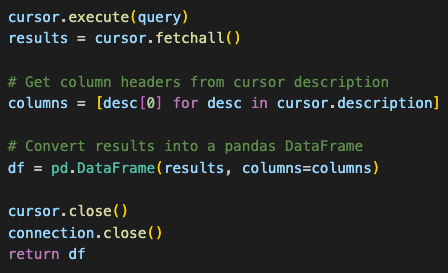 cursor.execute(query)
results = cursor.fetchall()
# Get column headers from cursor description
columns = [desc[0] for desc in cursor.description]
# Convert results into a pandas DataFrame
df = pd.DataFrame(results, columns=columns)
cursor.close()
connection.close()
return df